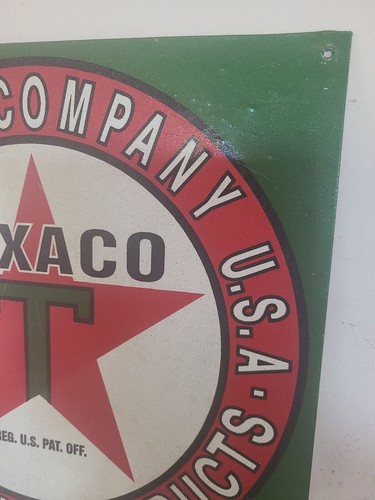 COMPANY U.S.A.
XACO
T
REG. U.S. PAT. OFF.
DUCTS